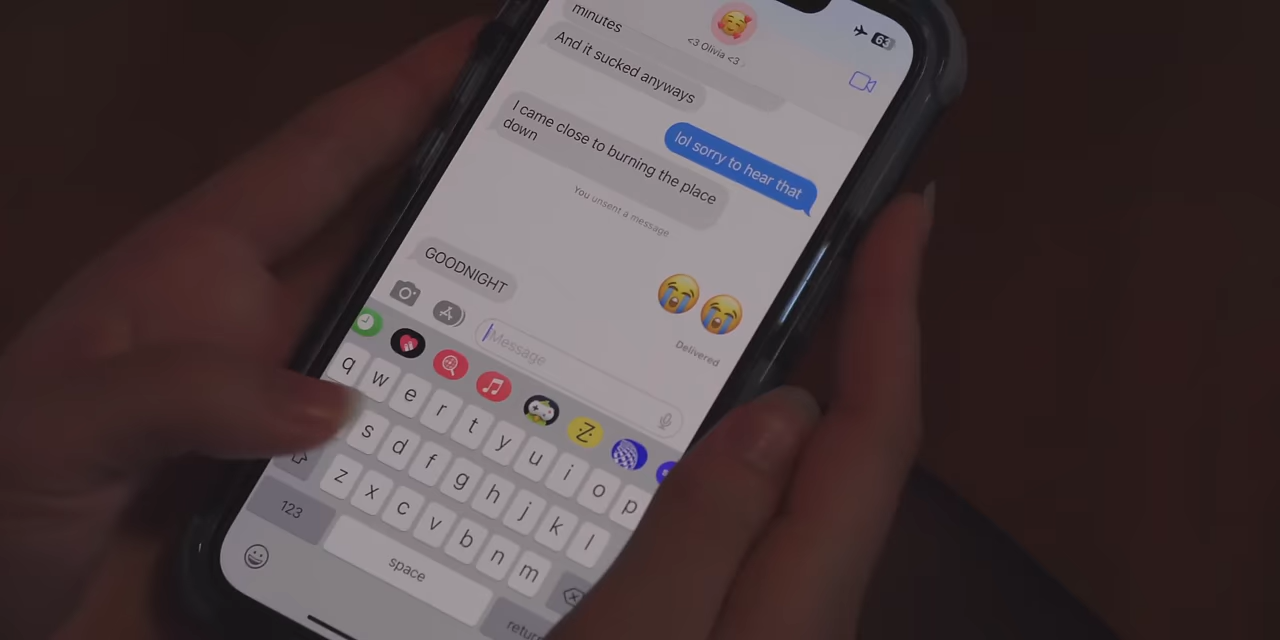 63
<3 Olivia <3
minutes
And it sucked anyways
lol sorry to hear that
I came close to burning the place
down
You unsent a message
😭😭
Delivered
GOODNIGHT
Message
q w e r t y u i o p
s d f g h j k l
z x c v b n m
123
space
return